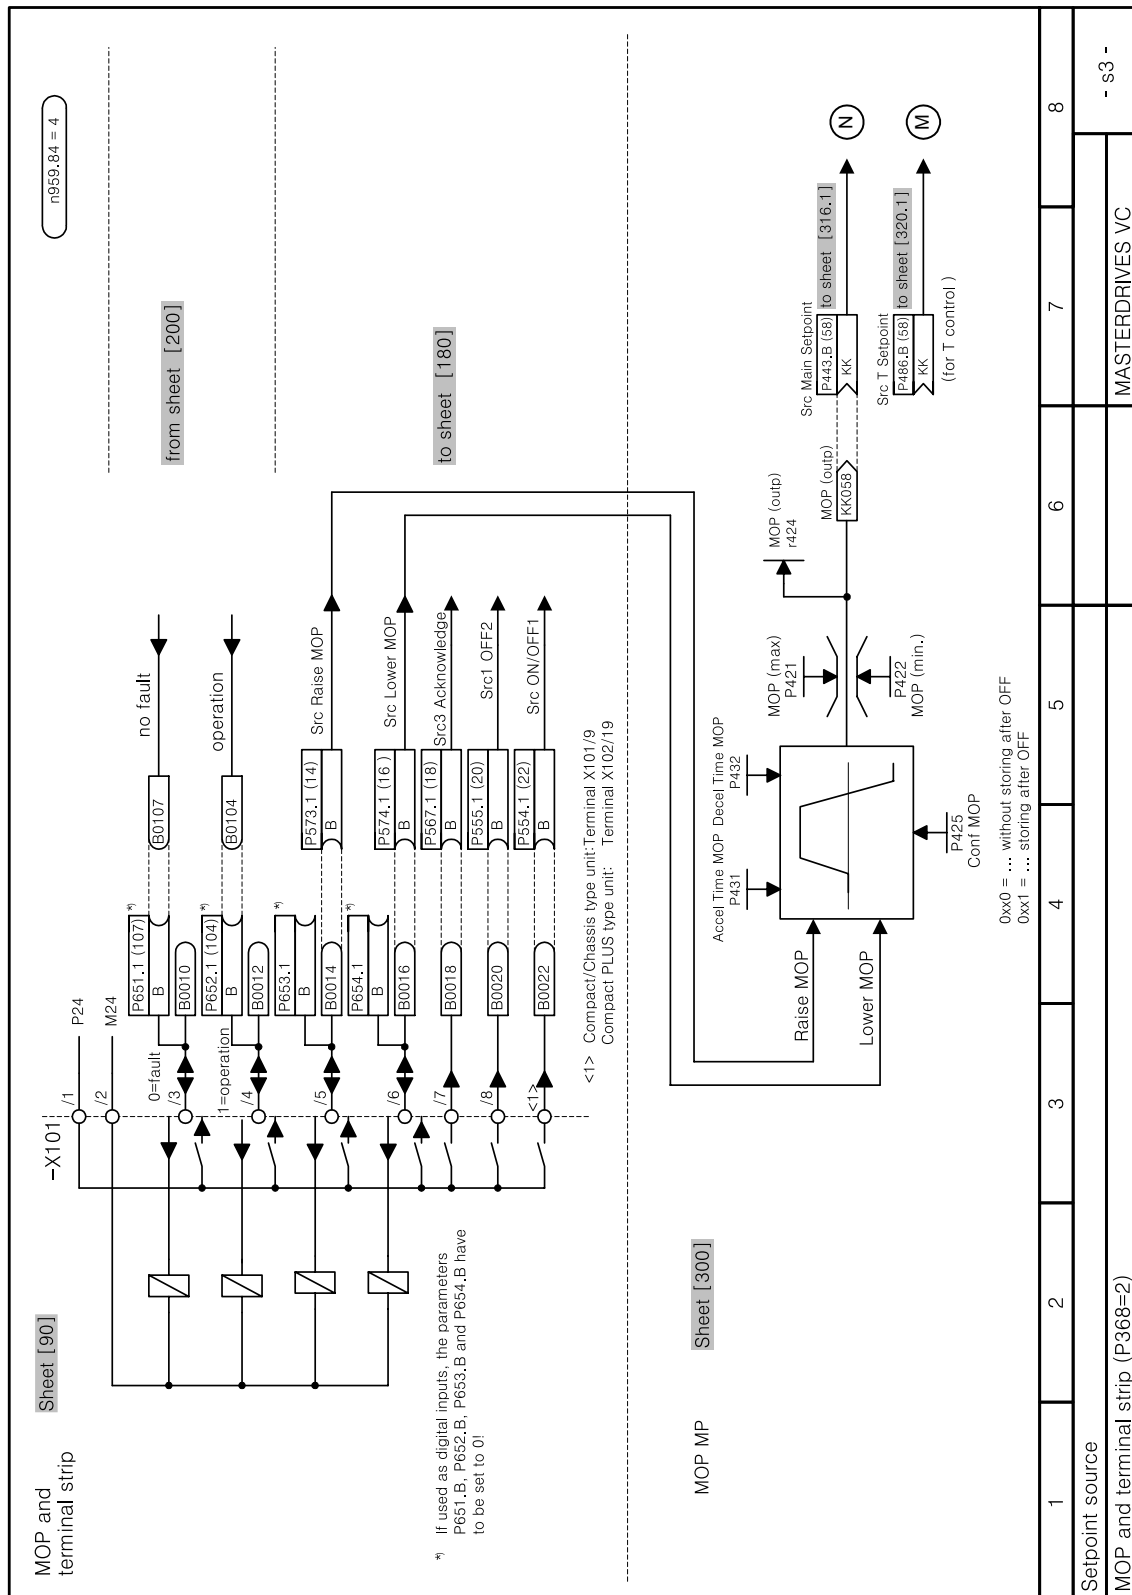 MOP and
terminal strip
Sheet [90]
n959.84 = 4
-X101
/1
P24
/2
M24
0=fault
/3
P651.1 (107)
*)
B
B0010
B0107
no fault
from sheet [200]
1=operation
/4
P652.1 (104)
*)
B
B0012
B0104
operation
/5
P653.1
*)
B
B0014
P573.1 (14)
B
Src Raise MOP
to sheet [180]
/6
P654.1
*)
B
B0016
P574.1 (16 )
B
Src Lower MOP
/7
B0018
P567.1 (18)
B
Src3 Acknowledge
/8
B0020
P555.1 (20)
B
Src1 OFF2
<1>
B0022
P554.1 (22)
B
Src ON/OFF1
*) If used as digital inputs, the parameters
P651.B, P652.B, P653.B and P654.B have
to be set to 0!
<1> Compact/Chassis type unit:Terminal X101/9
Compact PLUS type unit: Terminal X102/19
MOP MP
Sheet [300]
Raise MOP
Lower MOP
Accel Time MOP
P431
Decel Time MOP
P432
P425
Conf MOP
0xx0 = ... without storing after OFF
0xx1 = ... storing after OFF
MOP (max)
P421
P422
MOP (min.)
MOP (outp)
r424
MOP (outp)
KK058
Src Main Setpoint
P443.B (58)
KK
to sheet [316.1]
N
Src T Setpoint
P486.B (58)
KK
to sheet [320.1]
(for T control )
M
1 2 3 4 5 6 7 8
Setpoint source
- s3 -
MOP and terminal strip (P368=2)
MASTERDRIVES VC